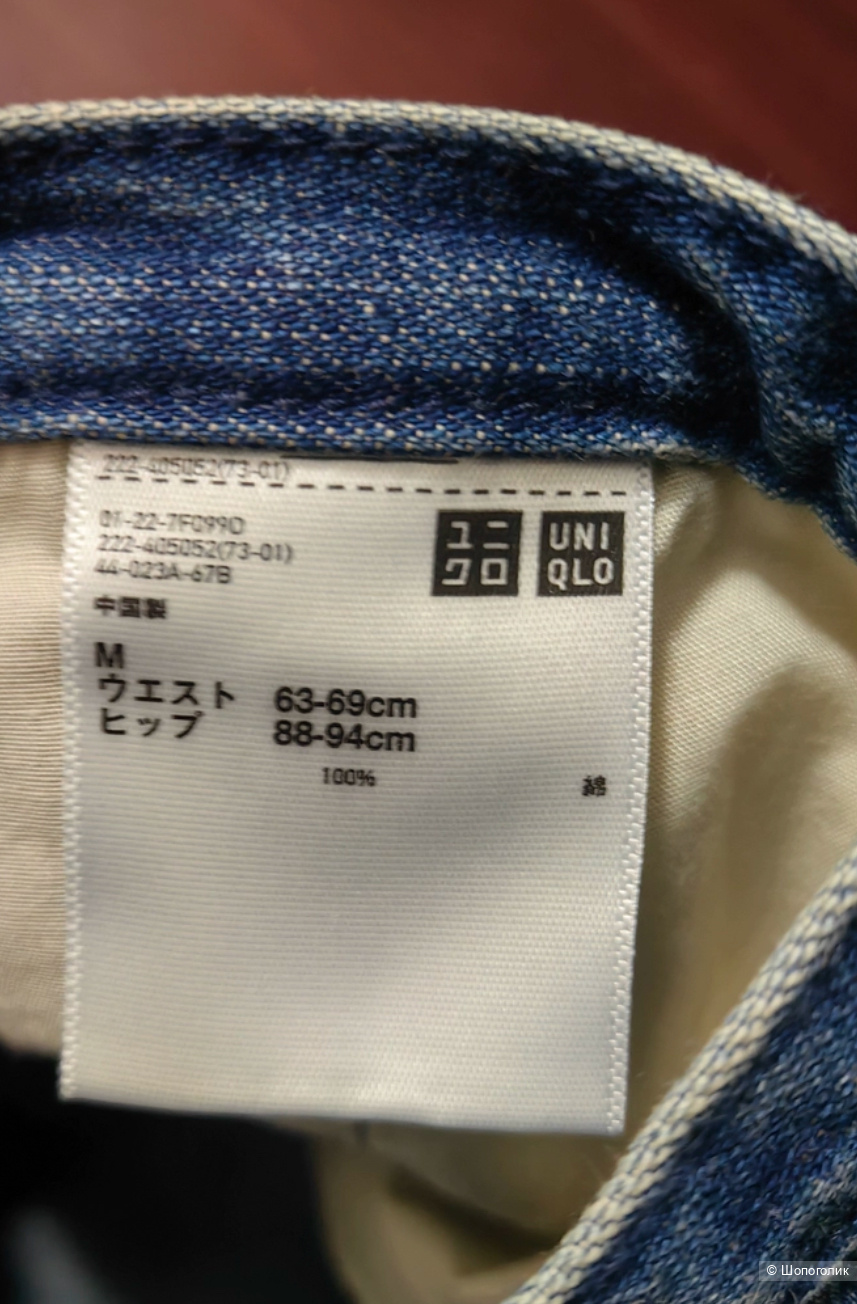 222-405052(73-01)
01-22-7F099D
222-405052(73-01)
44-023A-67B
ユニ
クロ
UNI
QLO
中国製
M
ウエスト 63-69cm
ヒップ 88-94cm
100% 綿
© Шопоголик